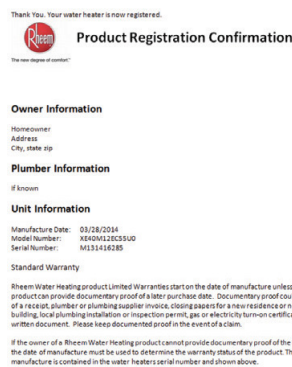 Thank You. Your water heater is now registered.
Rheem
Product Registration Confirmation
The new degree of comfort.™
Owner Information
Homeowner
Address
City, state zip
Plumber Information
If known
Unit Information
Manufacture Date: 03/28/2014
Model Number: XE40M12EC55U0
Serial Number: M131416285
Standard Warranty
Rheem Water Heating product Limited Warranties start on the date of manufacture unless
product can provide documentary proof of a later purchase date. Documentary proof cou
of a receipt, plumber or plumbing supplier invoice, closing papers for a new residence or n
building, local plumbing installation or inspection permit, gas or electricity turn-on certifica
written document. Please keep documented proof in the event of a claim.
If the owner of a Rheem Water Heating product cannot provide documentary proof of the
the date of manufacture must be used to determine the warranty status of the product. Th
manufacture is contained in the water heaters serial number and shown above.